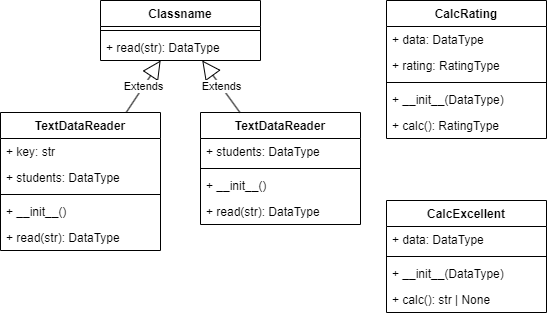 Classname
+ read(str): DataType
Extends
Extends
TextDataReader
+ key: str
+ students: DataType
+ __init__()
+ read(str): DataType
TextDataReader
+ students: DataType
+ __init__()
+ read(str): DataType
CalcRating
+ data: DataType
+ rating: RatingType
+ __init__(DataType)
+ calc(): RatingType
CalcExcellent
+ data: DataType
+ __init__(DataType)
+ calc(): str | None